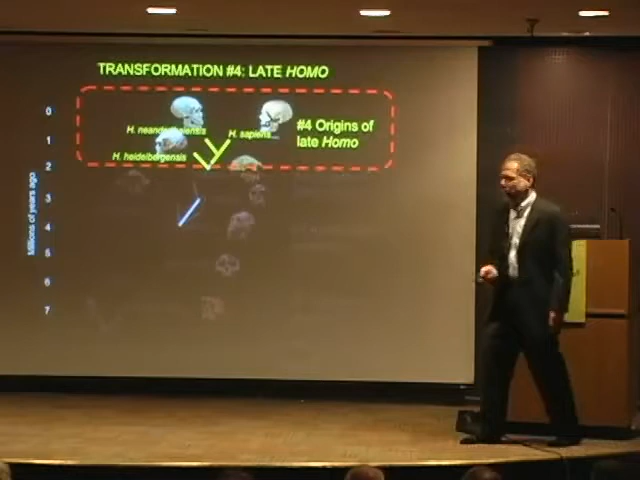 TRANSFORMATION #4: LATE HOMO
0
H. neanderthalensis
H. sapiens
#4 Origins of
late Homo
1
H. heidelbergensis
2
3
4
5
6
7
Millions of years ago